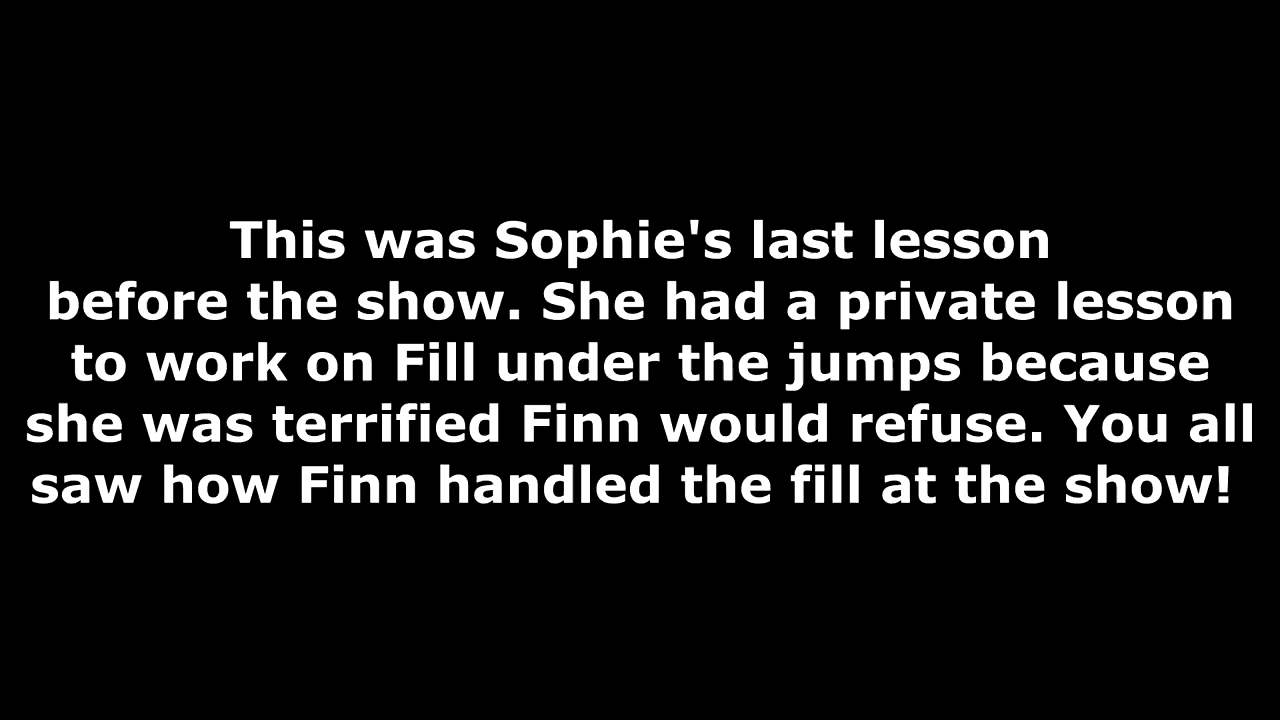 This was Sophie's last lesson
before the show. She had a private lesson
to work on Fill under the jumps because
she was terrified Finn would refuse. You all
saw how Finn handled the fill at the show!